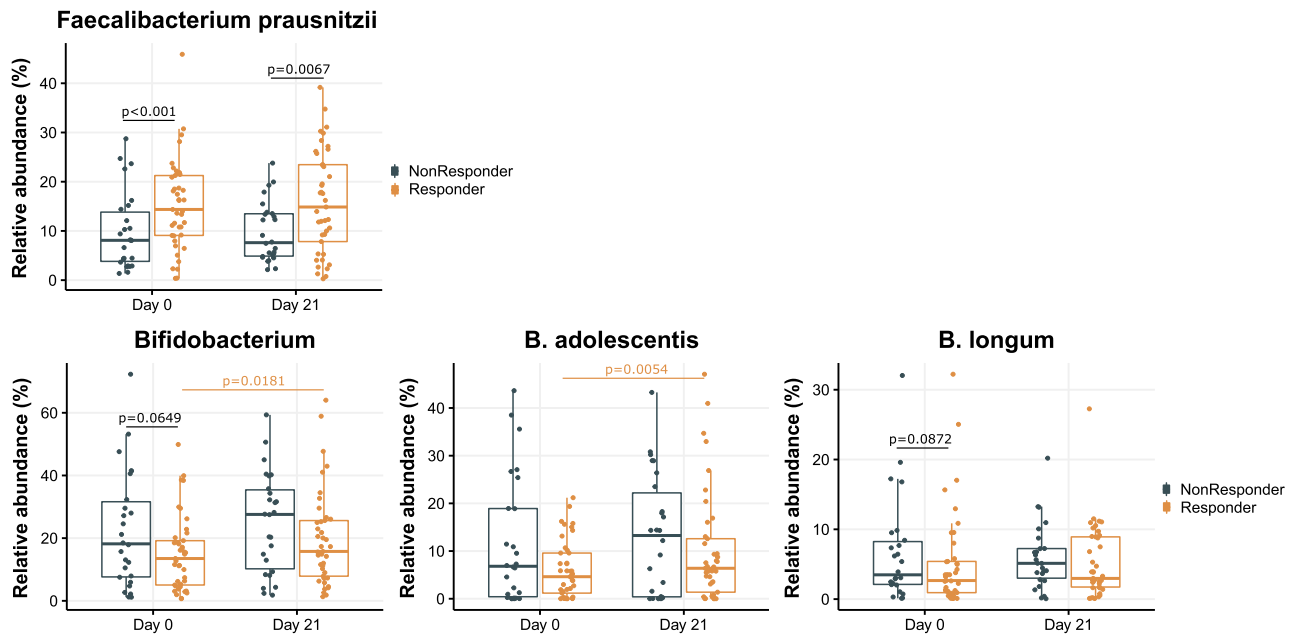 Faecalibacterium prausnitzii
Relative abundance (%)
40
30
20
10
0
p<0.001
p=0.0067
Day 0
Day 21
NonResponder
Responder
Bifidobacterium
Relative abundance (%)
60
40
20
0
p=0.0649
p=0.0181
Day 0
Day 21
B. adolescentis
Relative abundance (%)
40
30
20
10
0
p=0.0054
Day 0
Day 21
B. longum
Relative abundance (%)
30
20
10
0
p=0.0872
Day 0
Day 21
NonResponder
Responder